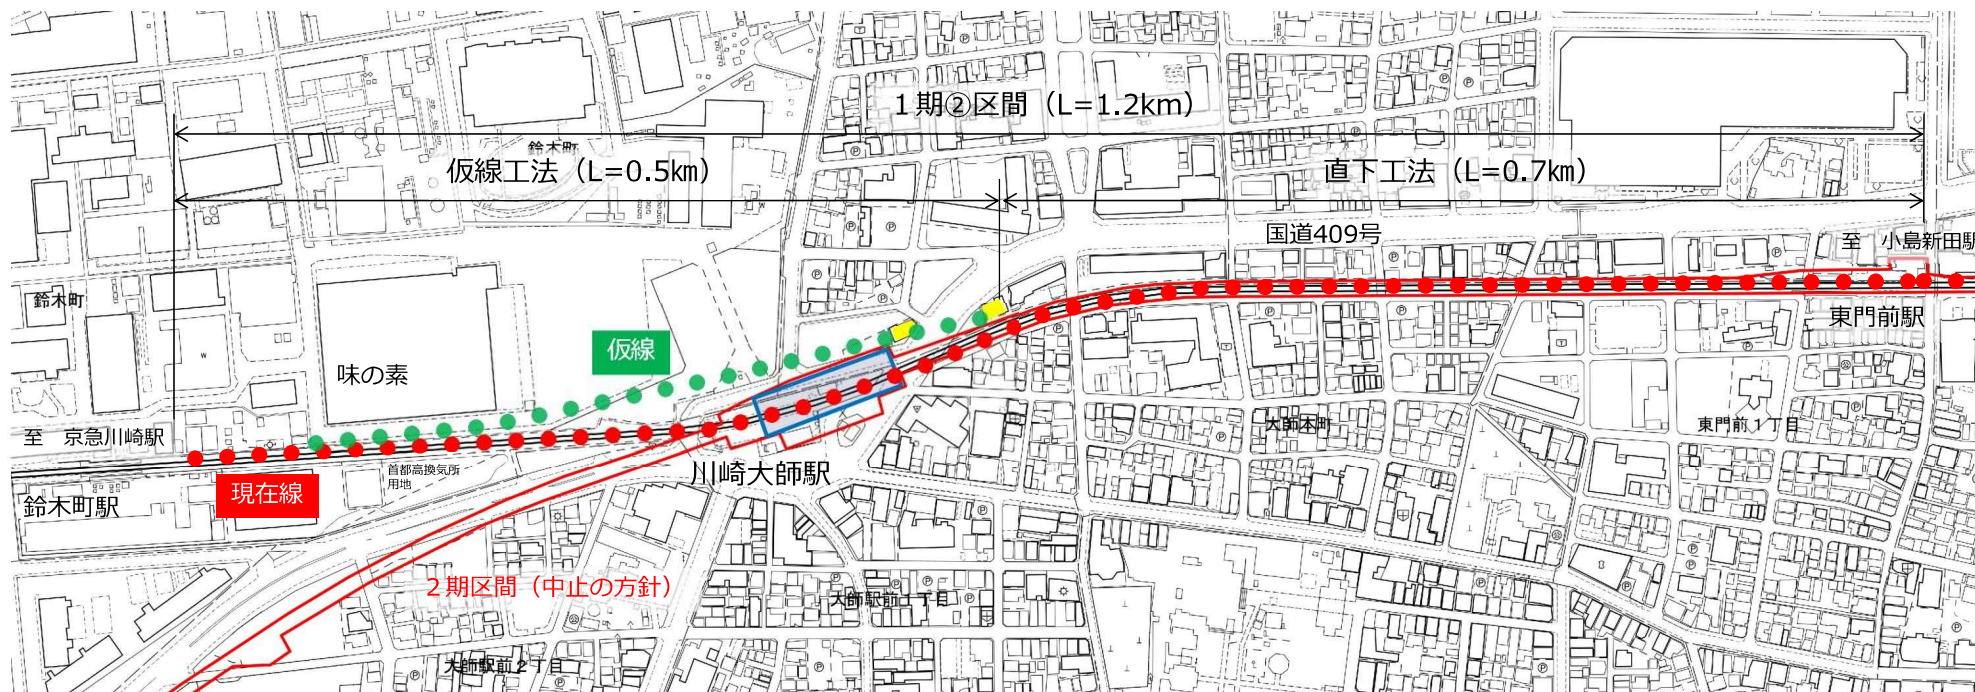 1期②区間（L=1.2km）
鈴木町
仮線工法（L=0.5㎞）
直下工法（L=0.7㎞）
国道409号
至　小島新田駅
鈴木町
東門前駅
仮線
味の素
大師本町
東門前1丁目
至　京急川崎駅
首都高換気所
用地
川崎大師駅
現在線
鈴木町駅
2期区間（中止の方針）
大師駅前1丁目
大師駅前2丁目